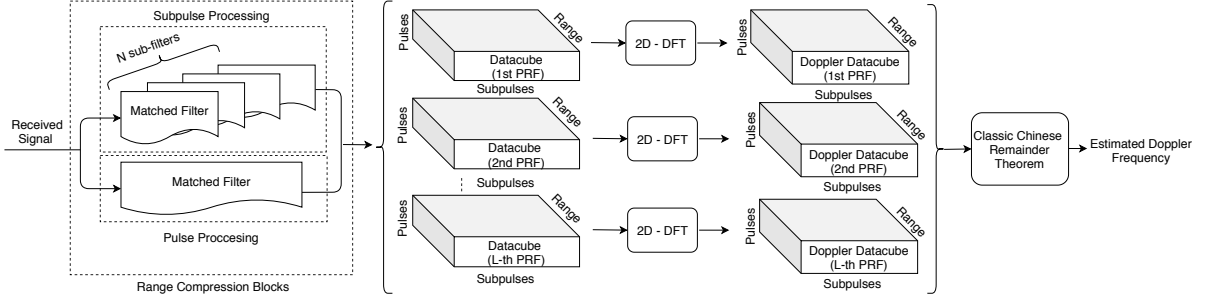 Subpulse Processing
N sub-filters
Matched Filter
Received
Signal
Matched Filter
Pulse Proccesing
Range Compression Blocks
Pulses
Range
Datacube
(1st PRF)
Subpulses
2D - DFT
Pulses
Range
Doppler Datacube
(1st PRF)
Subpulses
Pulses
Range
Datacube
(2nd PRF)
Subpulses
2D - DFT
Pulses
Range
Doppler Datacube
(2nd PRF)
Subpulses
Pulses
Range
Datacube
(L-th PRF)
Subpulses
2D - DFT
Pulses
Range
Doppler Datacube
(L-th PRF)
Subpulses
Classic Chinese
Remainder
Theorem
Estimated Doppler
Frequency